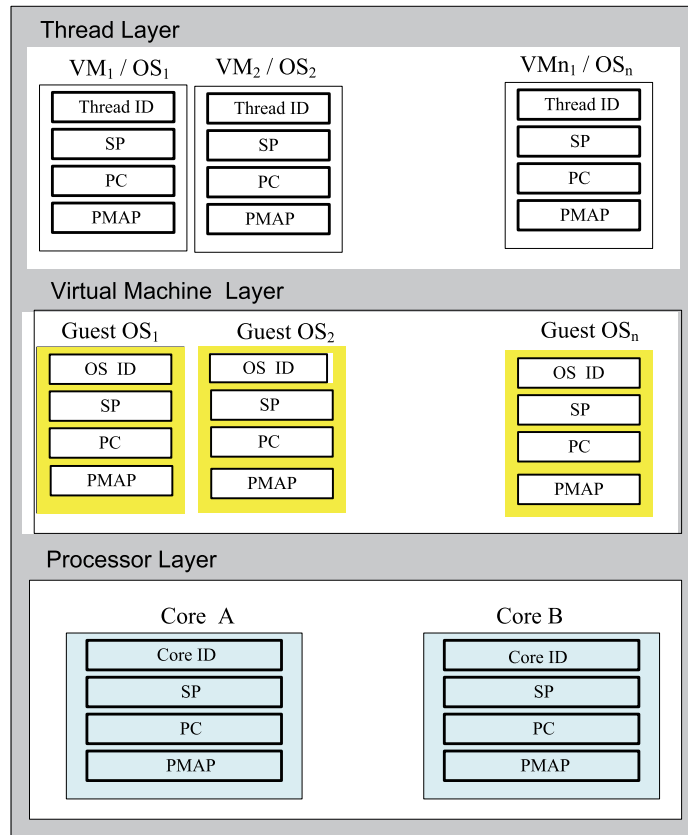 Thread Layer
VM₁ / OS₁ VM₂ / OS₂ VMn₁ / OSₙ
Thread ID Thread ID Thread ID
SP SP SP
PC PC PC
PMAP PMAP PMAP
Virtual Machine Layer
Guest OS₁ Guest OS₂ Guest OSₙ
OS ID OS ID OS ID
SP SP SP
PC PC PC
PMAP PMAP PMAP
Processor Layer
Core A Core B
Core ID Core ID
SP SP
PC PC
PMAP PMAP